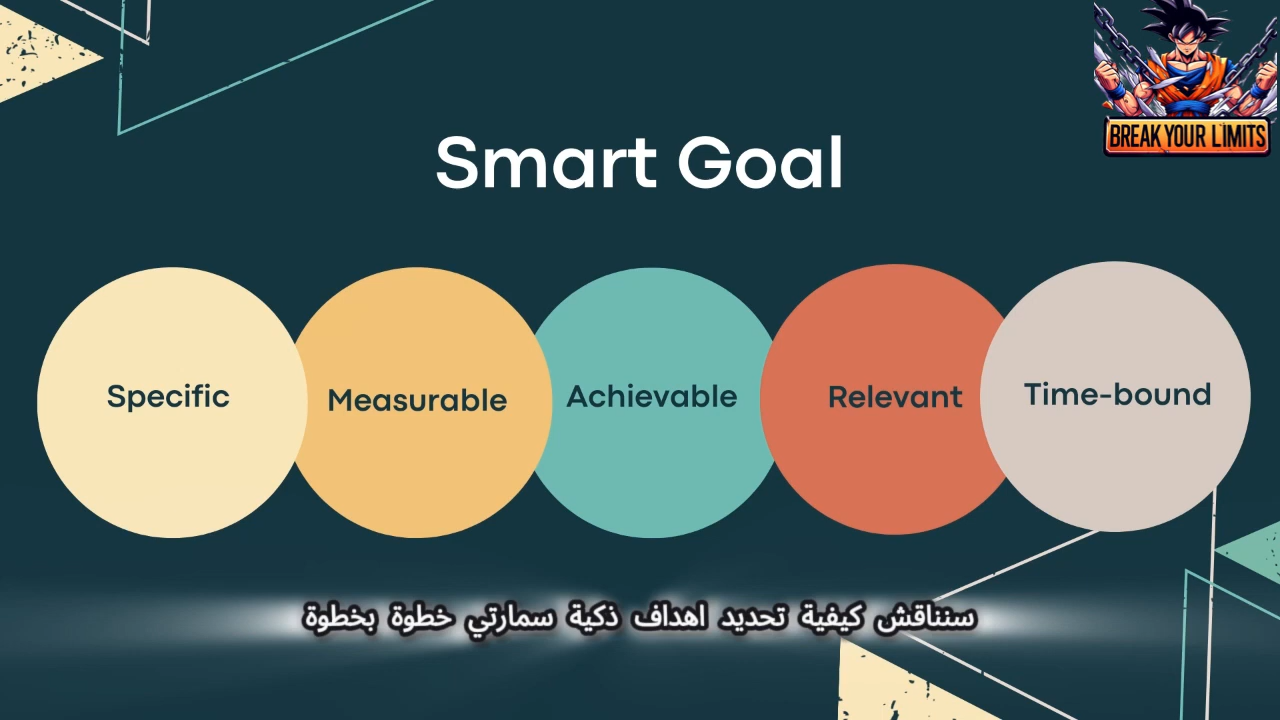 BREAK YOUR LIMITS
Smart Goal
Specific
Measurable
Achievable
Relevant
Time-bound
سنناقش كيفية تحديد اهداف ذكية سمارتي خطوة بخطوة